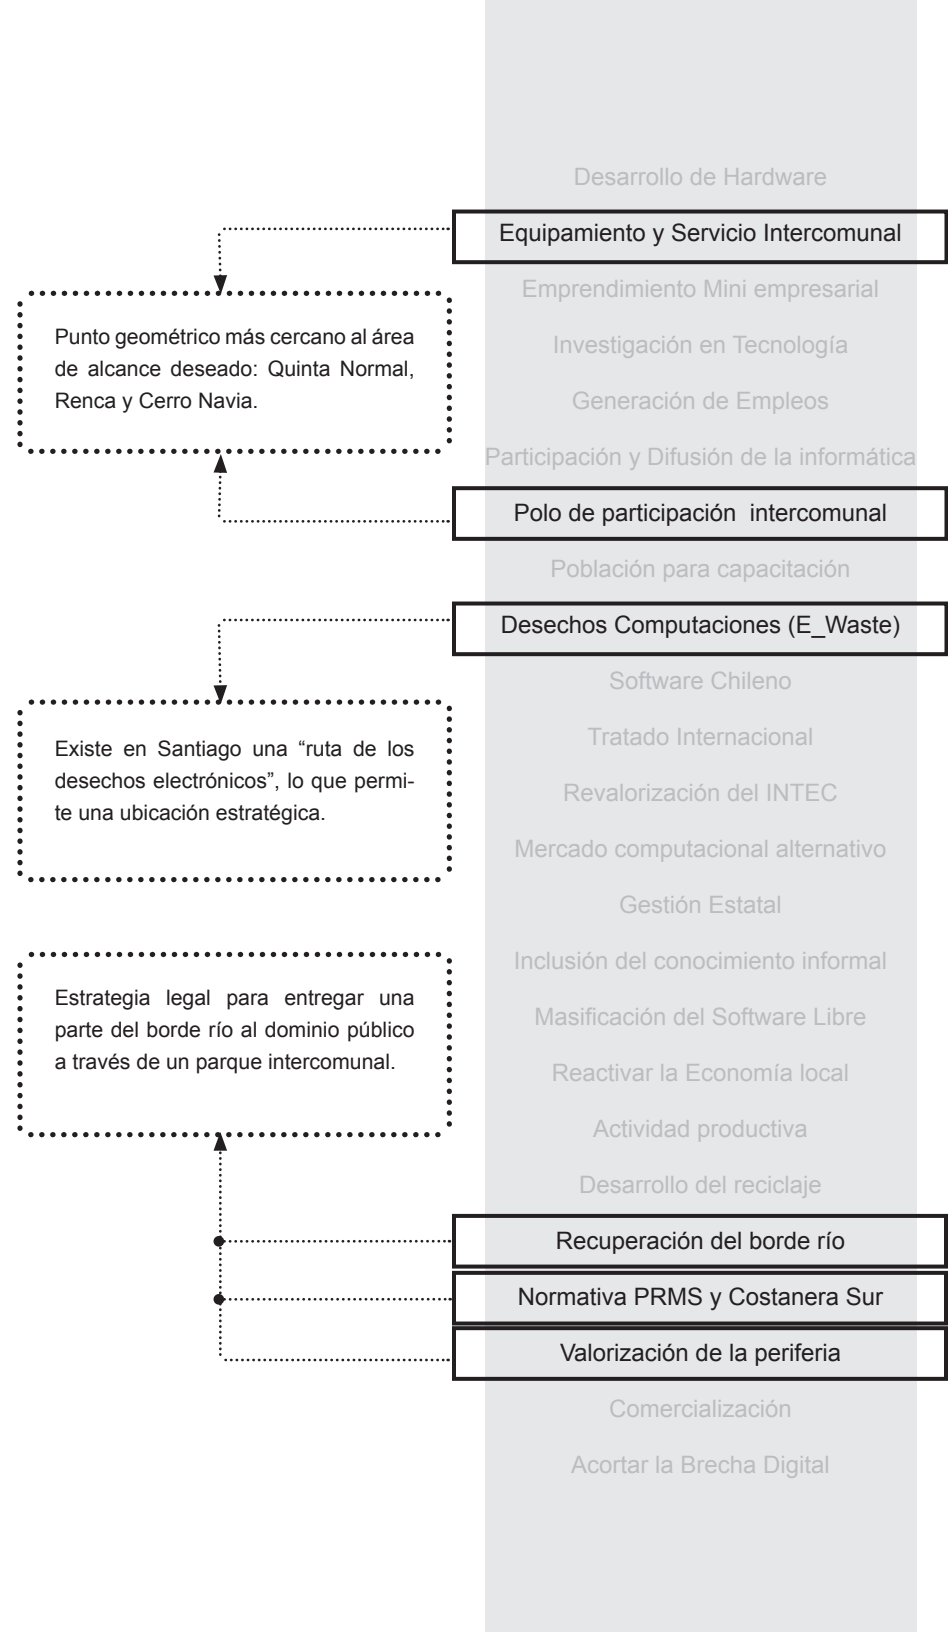 Desarrollo de Hardware
Equipamiento y Servicio Intercomunal
Emprendimiento Mini empresarial
Punto geométrico más cercano al área
de alcance deseado: Quinta Normal,
Renca y Cerro Navia.
Investigación en Tecnología
Generación de Empleos
Participación y Difusión de la informática
Polo de participación intercomunal
Población para capacitación
Desechos Computaciones (E_Waste)
Software Chileno
Existe en Santiago una “ruta de los
desechos electrónicos”, lo que permi-
te una ubicación estratégica.
Tratado Internacional
Revalorización del INTEC
Mercado computacional alternativo
Gestión Estatal
Inclusión del conocimiento informal
Estrategia legal para entregar una
parte del borde río al dominio público
a través de un parque intercomunal.
Masificación del Software Libre
Reactivar la Economía local
Actividad productiva
Desarrollo del reciclaje
Recuperación del borde río
Normativa PRMS y Costanera Sur
Valorización de la periferia
Comercialización
Acortar la Brecha Digital